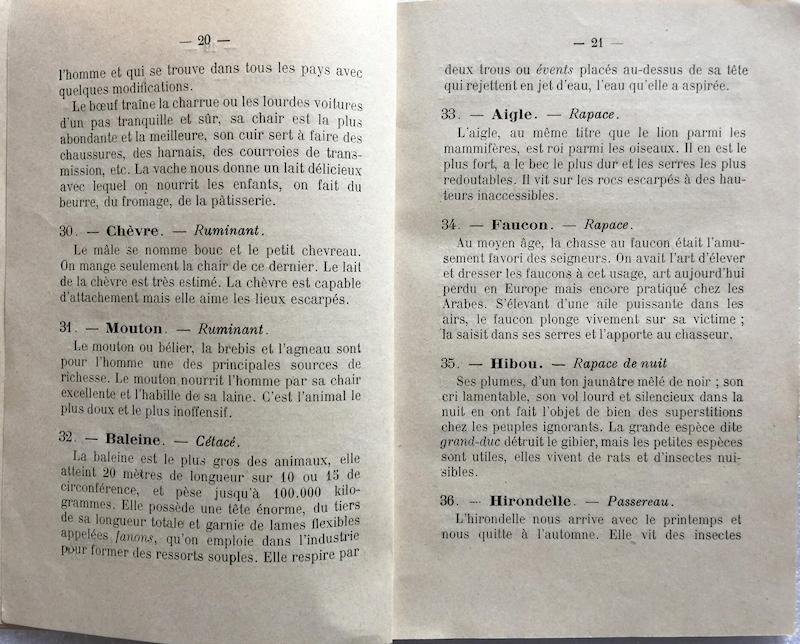 — 20 —
l'homme et qui se trouve dans tous les pays avec
quelques modifications.
Le bœuf traîne la charrue ou les lourdes voitures
d'un pas tranquille et sûr, sa chair est la plus
abondante et la meilleure, son cuir sert à faire des
chaussures, des harnais, des courroies de trans-
mission, etc. La vache nous donne un lait délicieux
avec lequel on nourrit les enfants, on fait du
beurre, du fromage, de la pâtisserie.
30. — Chèvre. — Ruminant.
Le mâle se nomme bouc et le petit chevreau.
On mange seulement la chair de ce dernier. Le lait
de la chèvre est très estimé. La chèvre est capable
d'attachement mais elle aime les lieux escarpés.
31. — Mouton. — Ruminant.
Le mouton ou bélier, la brebis et l'agneau sont
pour l'homme une des principales sources de
richesse. Le mouton nourrit l'homme par sa chair
excellente et l'habille de sa laine. C'est l'animal le
plus doux et le plus inoffensif.
32. — Baleine. — Cétacé.
La baleine est le plus gros des animaux, elle
atteint 20 mètres de longueur sur 10 ou 15 de
circonférence, et pèse jusqu'à 100.000 kilo-
grammes. Elle possède une tête énorme, du tiers
de sa longueur totale et garnie de lames flexibles
appelées fanons, qu'on emploie dans l'industrie
pour former des ressorts souples. Elle respire par
— 21 —
deux trous ou évents placés au-dessus de sa tête
qui rejettent en jet d'eau, l'eau qu'elle a aspirée.
33. — Aigle. — Rapace.
L'aigle, au même titre que le lion parmi les
mammifères, est roi parmi les oiseaux. Il en est le
plus fort, a le bec le plus dur et les serres les plus
redoutables. Il vit sur les rocs escarpés à des hau-
teurs inaccessibles.
34. — Faucon. — Rapace.
Au moyen âge, la chasse au faucon était l'amu-
sement favori des seigneurs. On avait l'art d'élever
et dresser les faucons à cet usage, art aujourd'hui
perdu en Europe mais encore pratiqué chez les
Arabes. S'élevant d'une aile puissante dans les
airs, le faucon plonge vivement sur sa victime ;
la saisit dans ses serres et l'apporte au chasseur.
35. — Hibou. — Rapace de nuit
Ses plumes, d'un ton jaunâtre mêlé de noir ; son
cri lamentable, son vol lourd et silencieux dans la
nuit en ont fait l'objet de bien des superstitions
chez les peuples ignorants. La grande espèce dite
grand-duc détruit le gibier, mais les petites espèces
sont utiles, elles vivent de rats et d'insectes nui-
sibles.
36. — Hirondelle. — Passereau.
L'hirondelle nous arrive avec le printemps et
nous quitte à l'automne. Elle vit des insectes